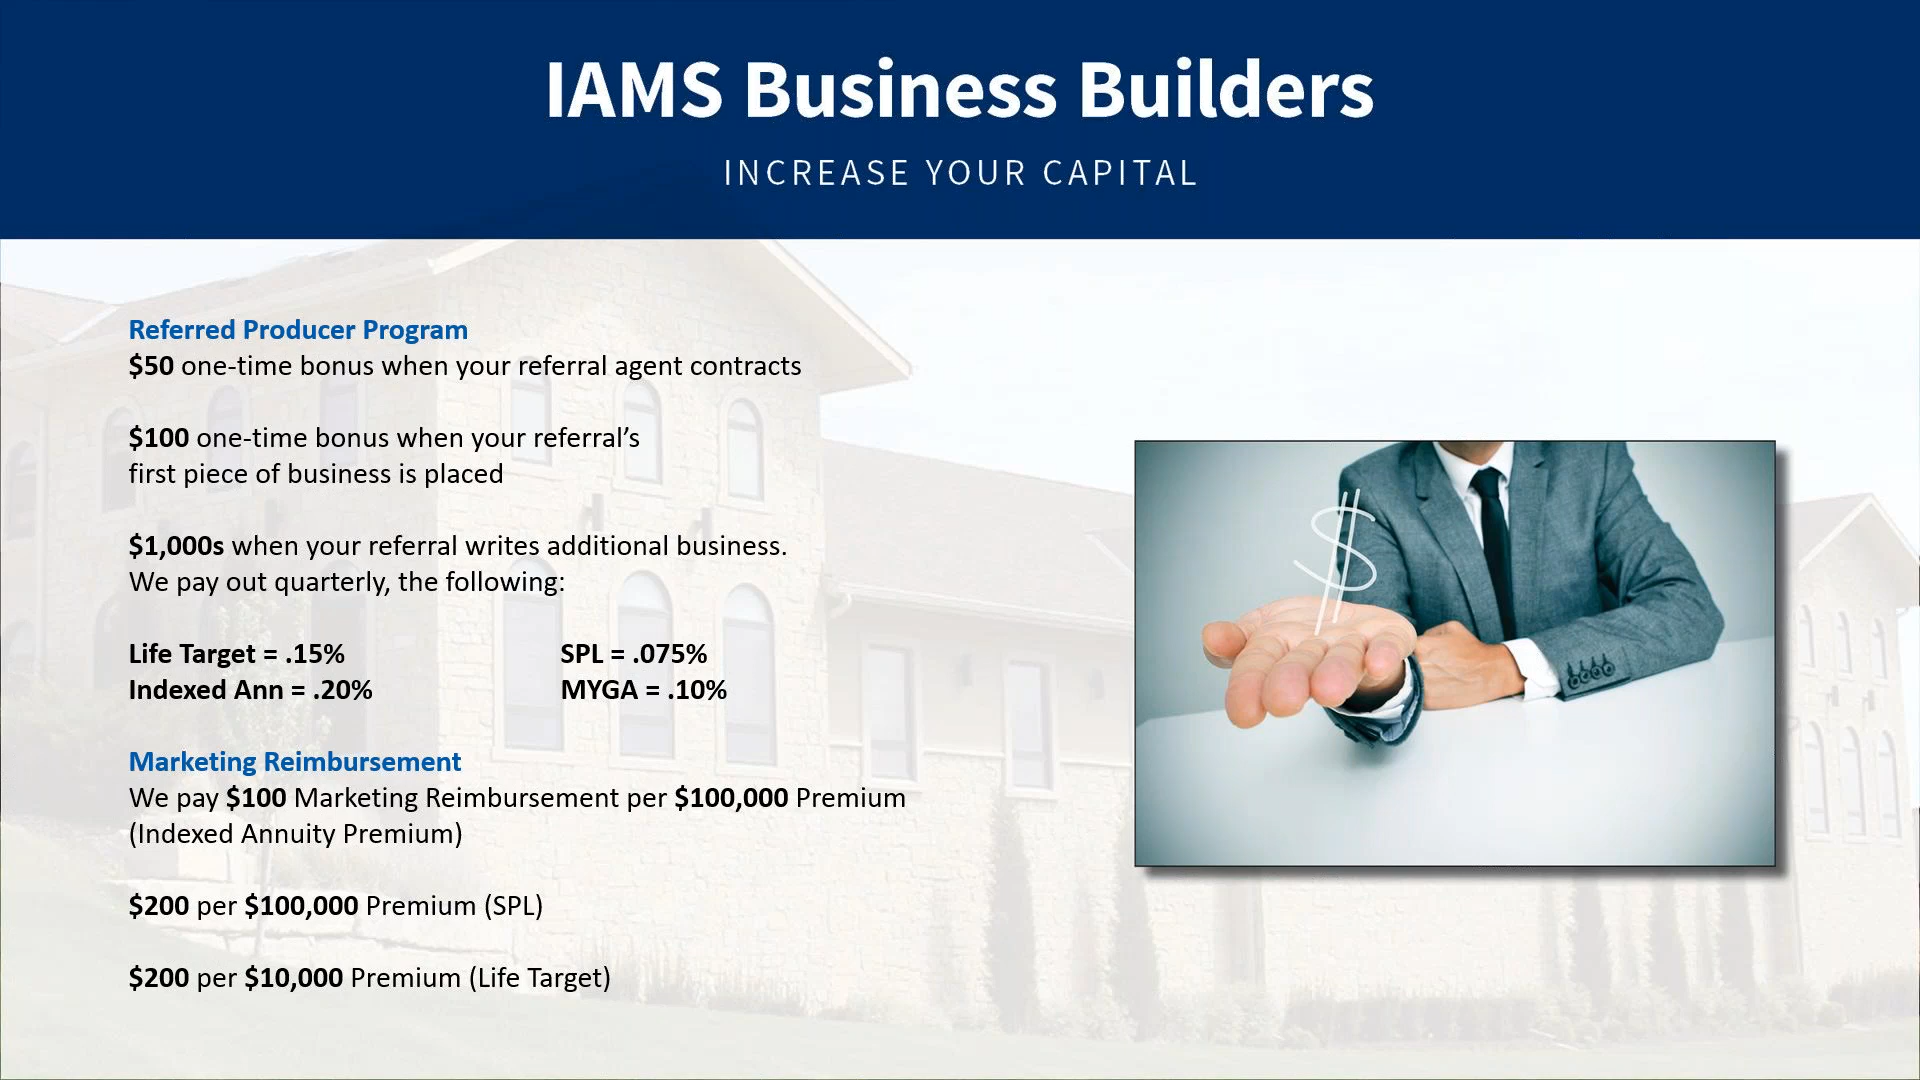 IAMS Business Builders
INCREASE YOUR CAPITAL
Referred Producer Program
$50 one-time bonus when your referral agent contracts
$100 one-time bonus when your referral’s
first piece of business is placed
$1,000s when your referral writes additional business.
We pay out quarterly, the following:
Life Target = .15% SPL = .075%
Indexed Ann = .20% MYGA = .10%
Marketing Reimbursement
We pay $100 Marketing Reimbursement per $100,000 Premium
(Indexed Annuity Premium)
$200 per $100,000 Premium (SPL)
$200 per $10,000 Premium (Life Target)
$